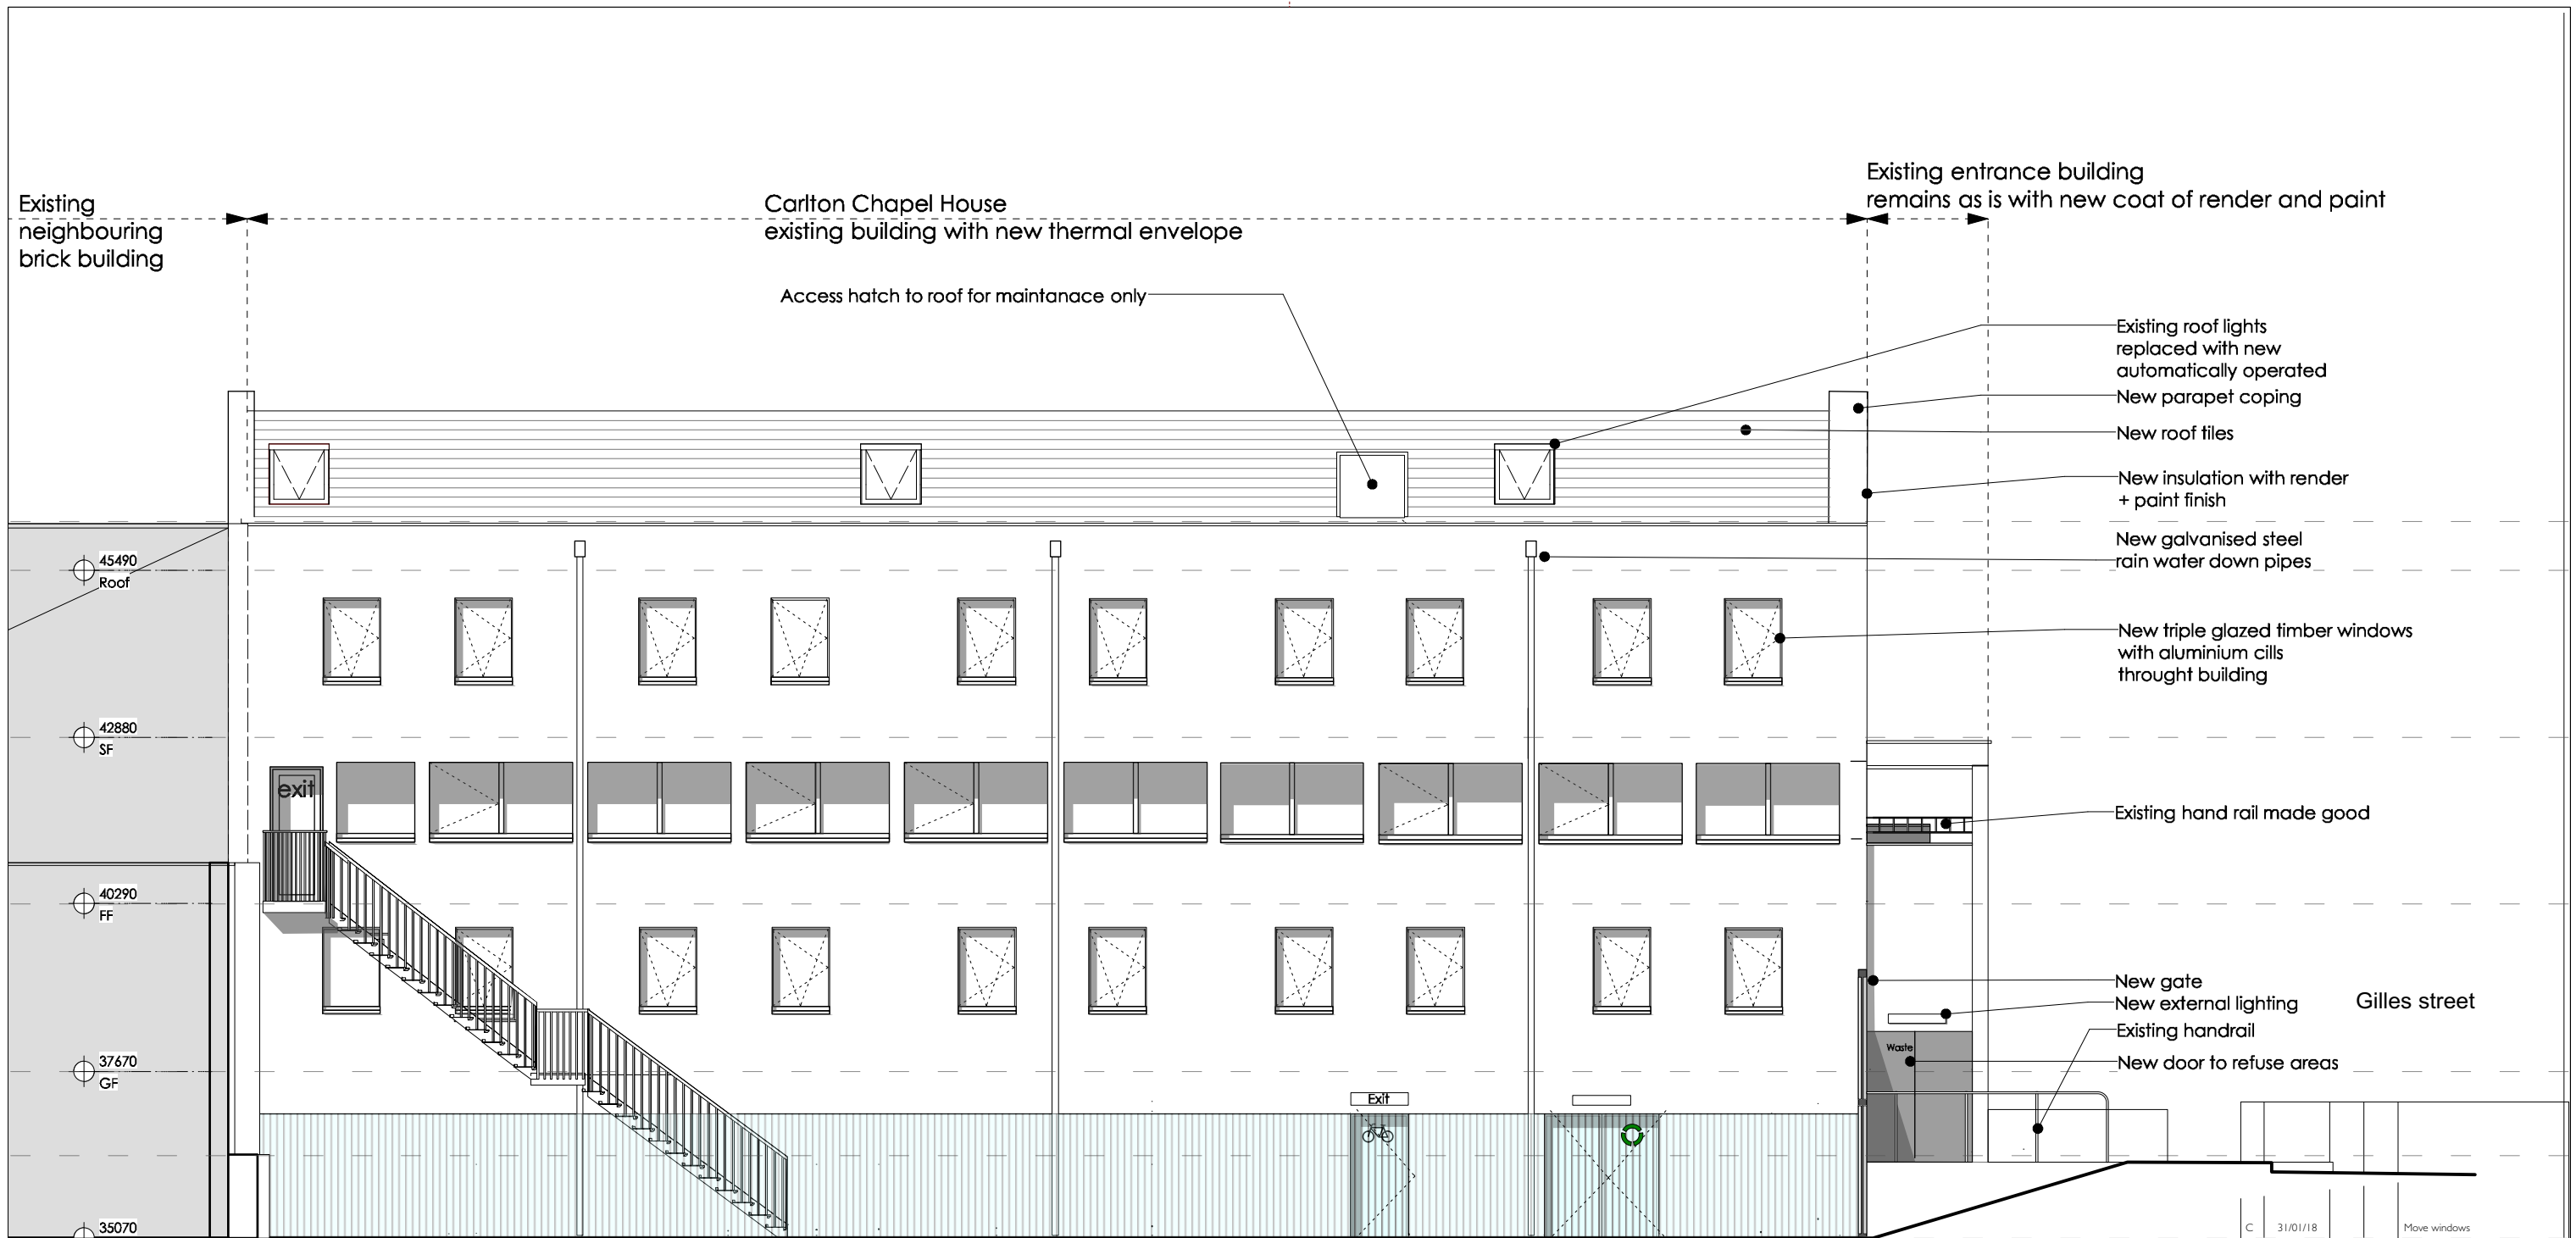 Existing
neighbouring
brick building
Carlton Chapel House
existing building with new thermal envelope
Existing entrance building
remains as is with new coat of render and paint
Access hatch to roof for maintanace only
Existing roof lights
replaced with new
automatically operated
New parapet coping
New roof tiles
New insulation with render
+ paint finish
New galvanised steel
rain water down pipes
45490
Roof
New triple glazed timber windows
with aluminium cills
throught building
42880
SF
exit
Existing hand rail made good
40290
FF
New gate
New external lighting
Gilles street
Existing handrail
Waste
New door to refuse areas
37670
GF
Exit
35070
C 31/01/18 Move windows